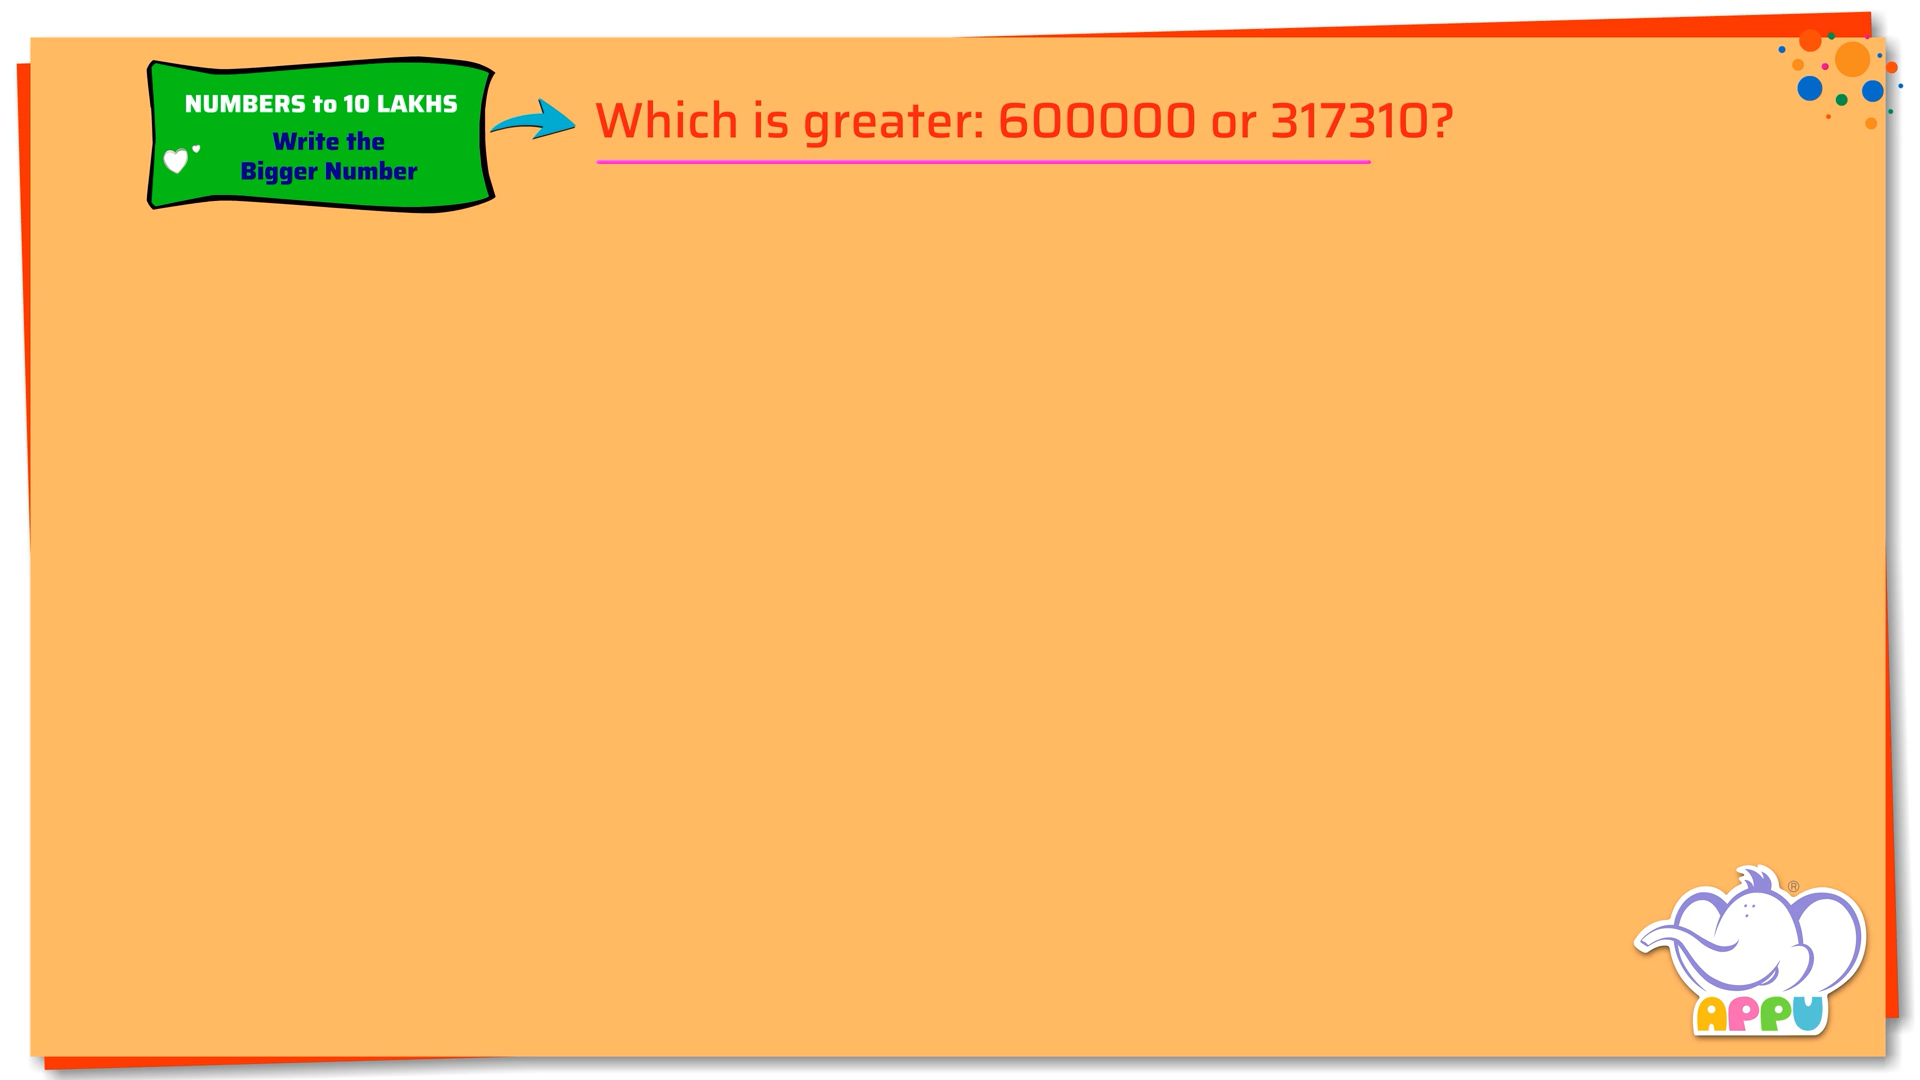 NUMBERS to 10 LAKHS
Write the
Bigger Number
Which is greater: 600000 or 317310?
®
APPU